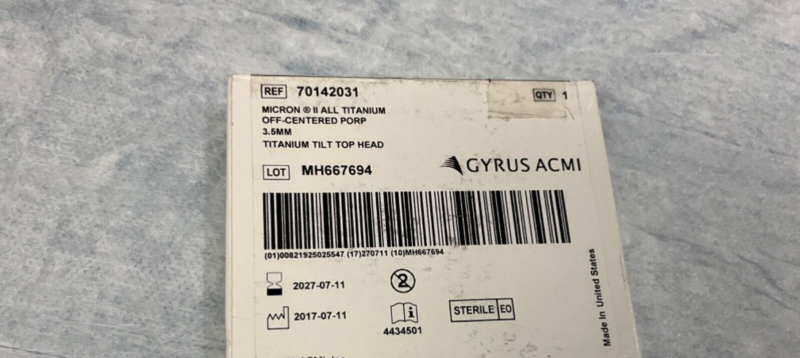 REF 70142031
QTY 1
MICRON ® II ALL TITANIUM
OFF-CENTERED PORP
3.5MM
TITANIUM TILT TOP HEAD
LOT MH667694
GYRUS ACMI
(01)00821925025547 (17)270711 (10)MH667694
2027-07-11
2
2017-07-11
i
4434501
STERILE EO
Made In United States